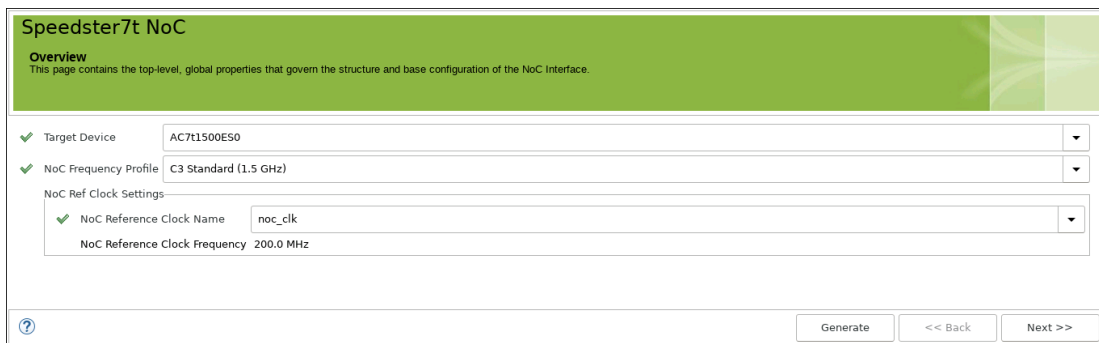 Speedster7t NoC
Overview
This page contains the top-level, global properties that govern the structure and base configuration of the NoC Interface.
Target Device AC7t1500ES0
NoC Frequency Profile C3 Standard (1.5 GHz)
NoC Ref Clock Settings
NoC Reference Clock Name noc_clk
NoC Reference Clock Frequency 200.0 MHz
? Generate << Back Next >>